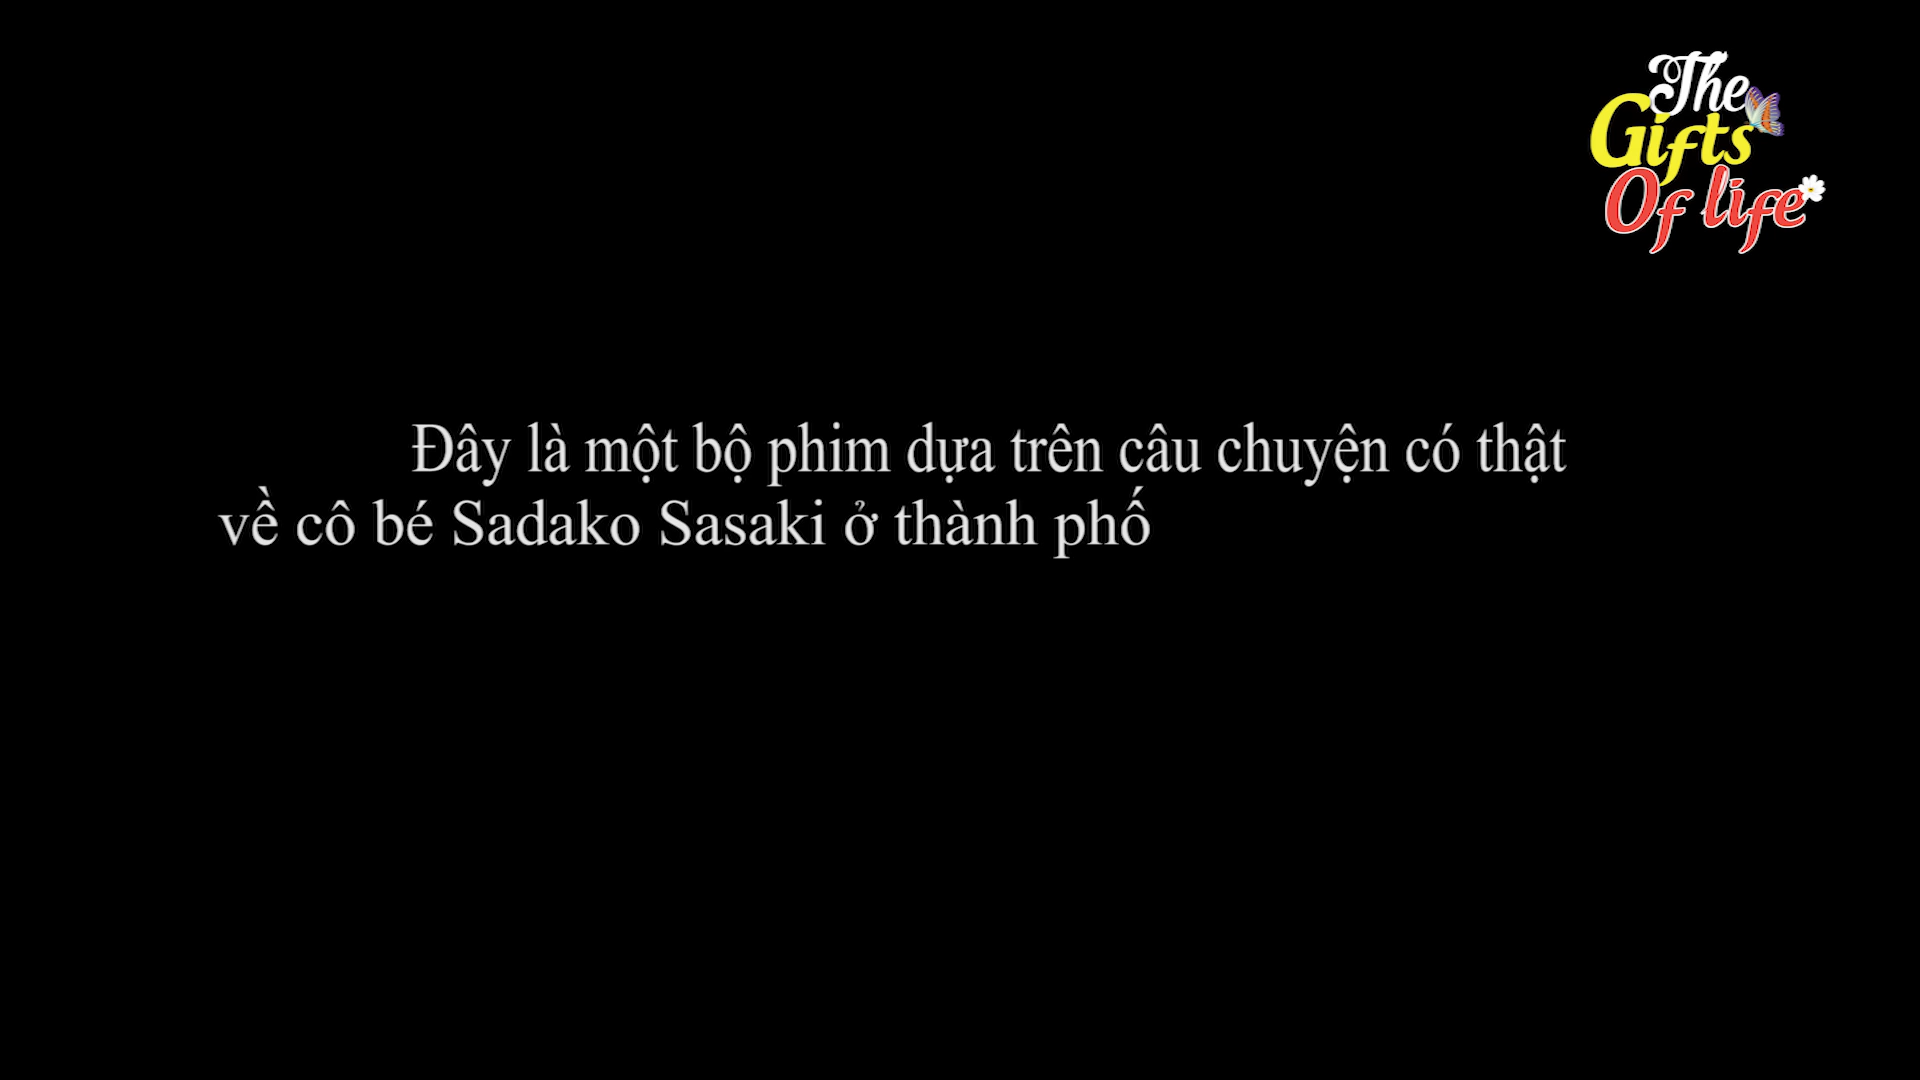 The
Gifts
Of life
Đây là một bộ phim dựa trên câu chuyện có thật
về cô bé Sadako Sasaki ở thành phố